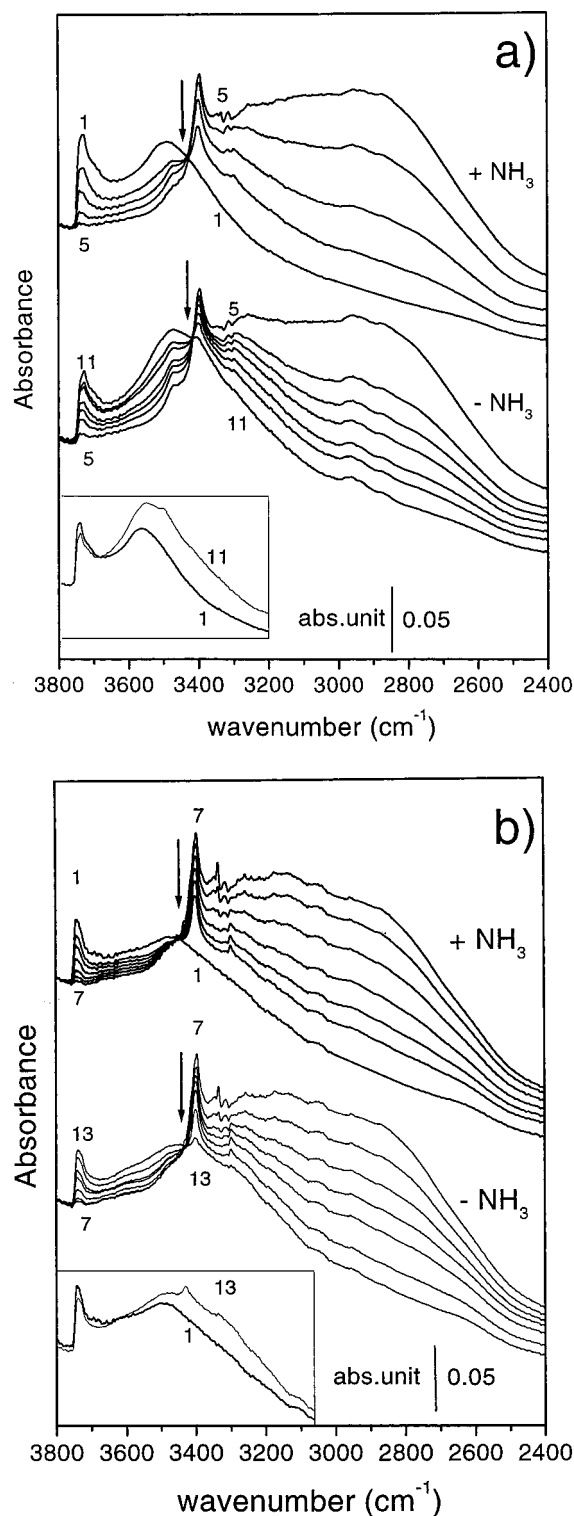 a)
5
1
+ NH₃
5
1
5
11
- NH₃
5
11
11
1
abs.unit | 0.05
Absorbance
3800 3600 3400 3200 3000 2800 2600 2400
wavenumber (cm⁻¹)
b)
7
1
+ NH₃
1
7
7
13
- NH₃
13
7
13
1
abs.unit | 0.05
Absorbance
3800 3600 3400 3200 3000 2800 2600 2400
wavenumber (cm⁻¹)